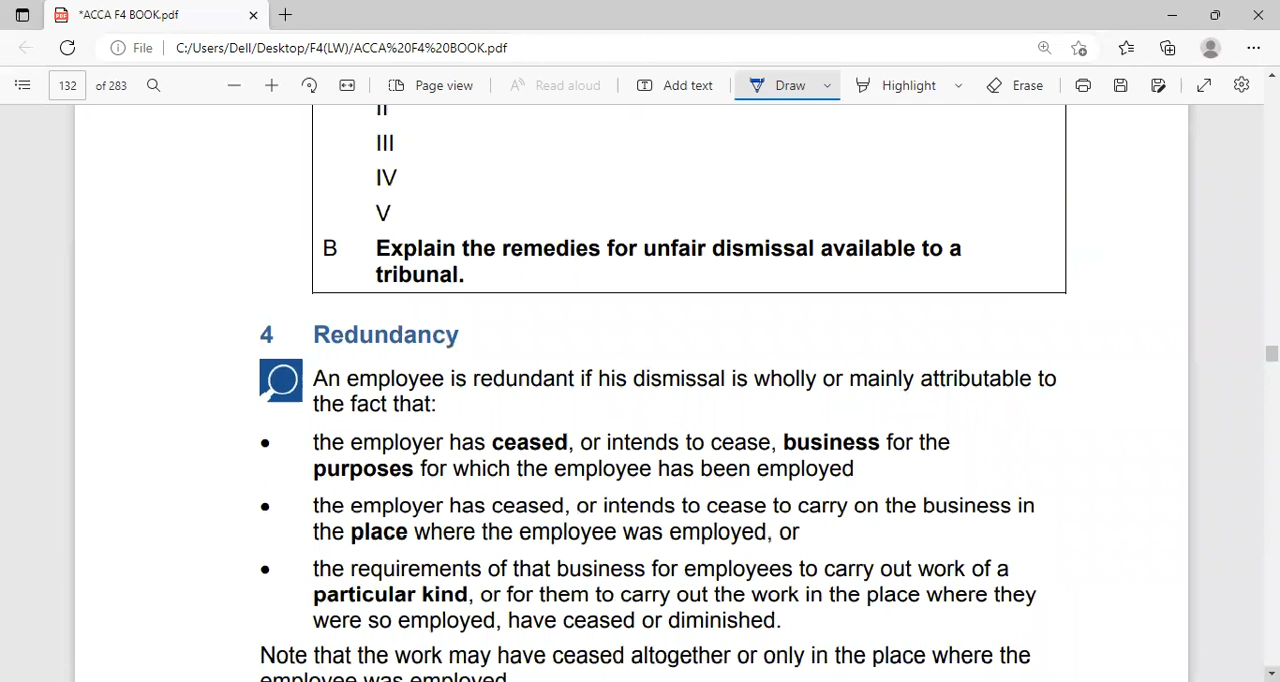 *ACCA F4 BOOK.pdf
File C:/Users/Dell/Desktop/F4(LW)/ACCA%20F4%20BOOK.pdf
132 of 283 Page view Read aloud Add text Draw Highlight Erase
II
III
IV
V
B Explain the remedies for unfair dismissal available to a
tribunal.
4 Redundancy
An employee is redundant if his dismissal is wholly or mainly attributable to
the fact that:
• the employer has ceased, or intends to cease, business for the
purposes for which the employee has been employed
• the employer has ceased, or intends to cease to carry on the business in
the place where the employee was employed, or
• the requirements of that business for employees to carry out work of a
particular kind, or for them to carry out the work in the place where they
were so employed, have ceased or diminished.
Note that the work may have ceased altogether or only in the place where the
employee was employed